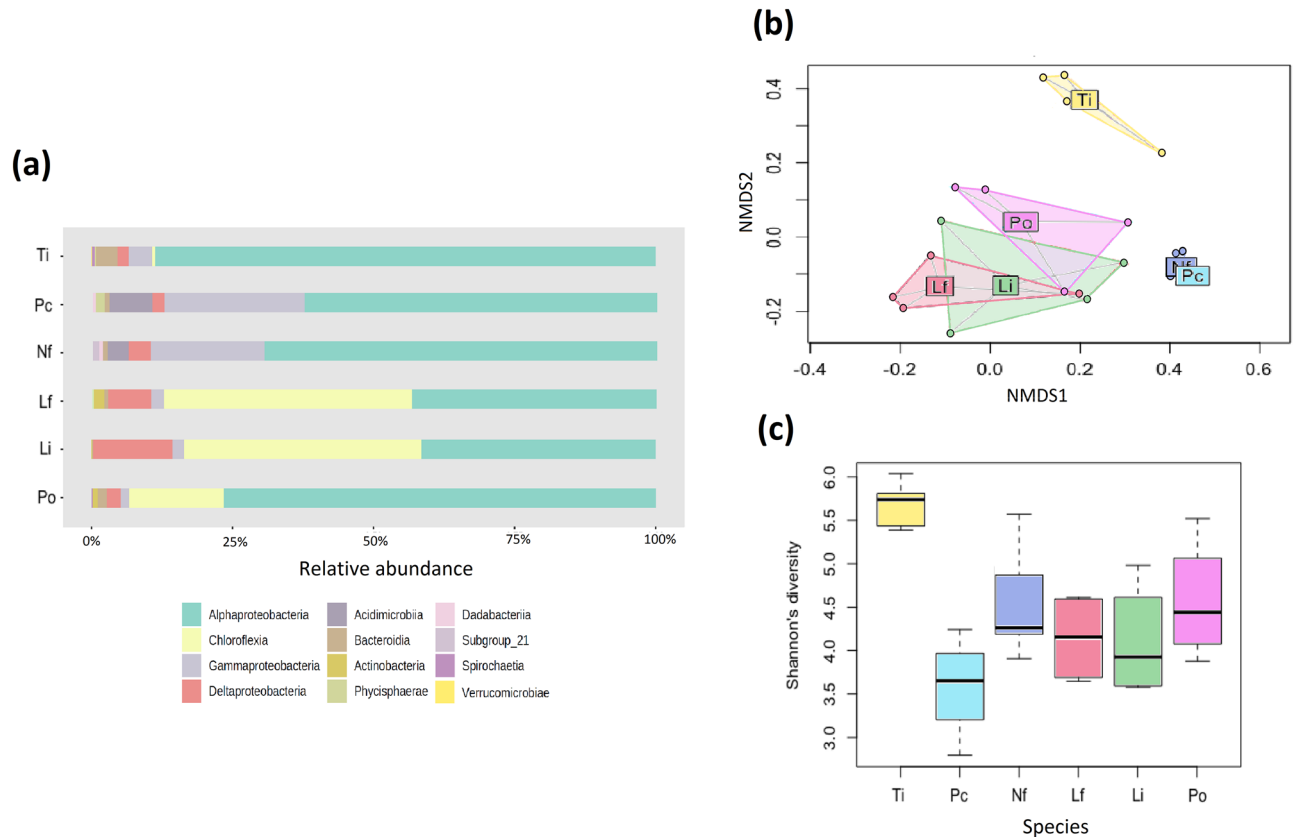 (a)
Ti
Pc
Nf
Lf
Li
Po
0%
25%
50%
75%
100%
Relative abundance
Alphaproteobacteria
Chloroflexia
Gammaproteobacteria
Deltaproteobacteria
Acidimicrobiia
Bacteroidia
Actinobacteria
Phycisphaerae
Dadabacteriia
Subgroup_21
Spirochaetia
Verrucomicrobiae
(b)
NMDS2
0.4
0.2
0.0
-0.2
Ti
Po
Lf
Li
Nf
Pc
-0.4
-0.2
0.0
0.2
0.4
0.6
NMDS1
(c)
Shannon's diversity
6.0
5.5
5.0
4.5
4.0
3.5
3.0
Ti
Pc
Nf
Lf
Li
Po
Species